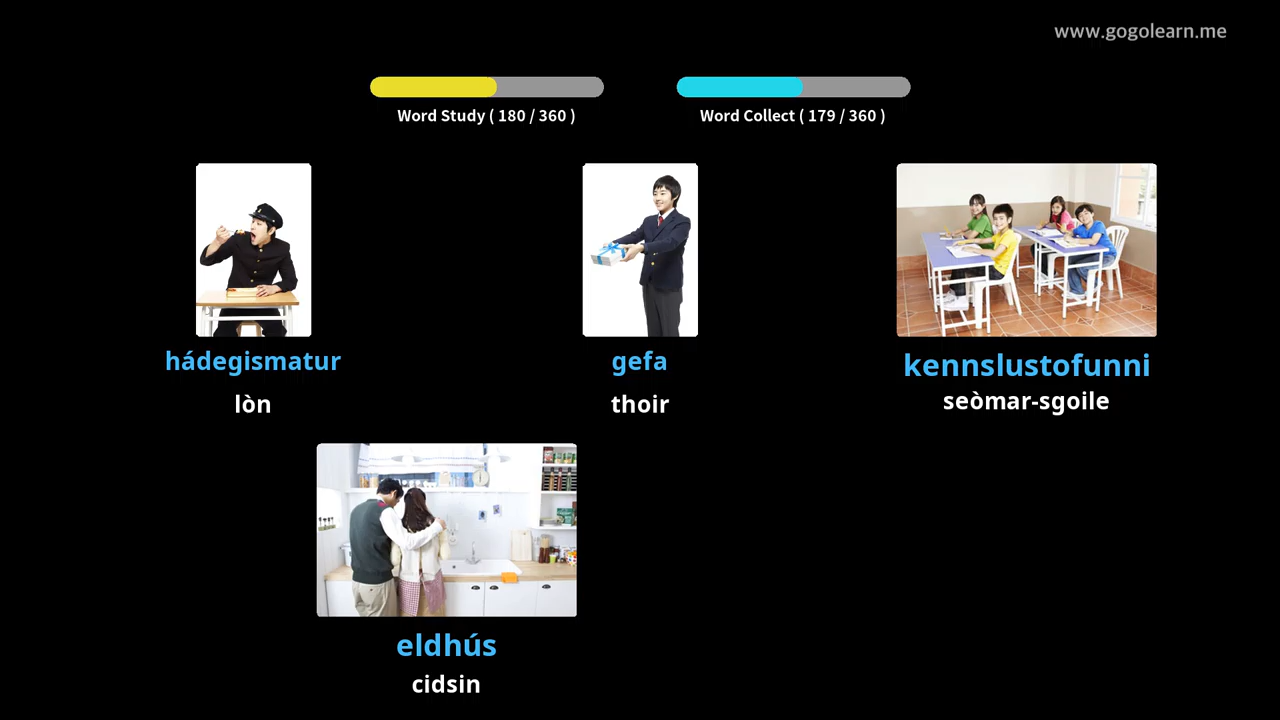 www.gogolearn.me
Word Study ( 180 / 360 )
Word Collect ( 179 / 360 )
hádegismatur
lòn
gefa
thoir
kennslustofunni
seòmar-sgoile
eldhús
cidsin